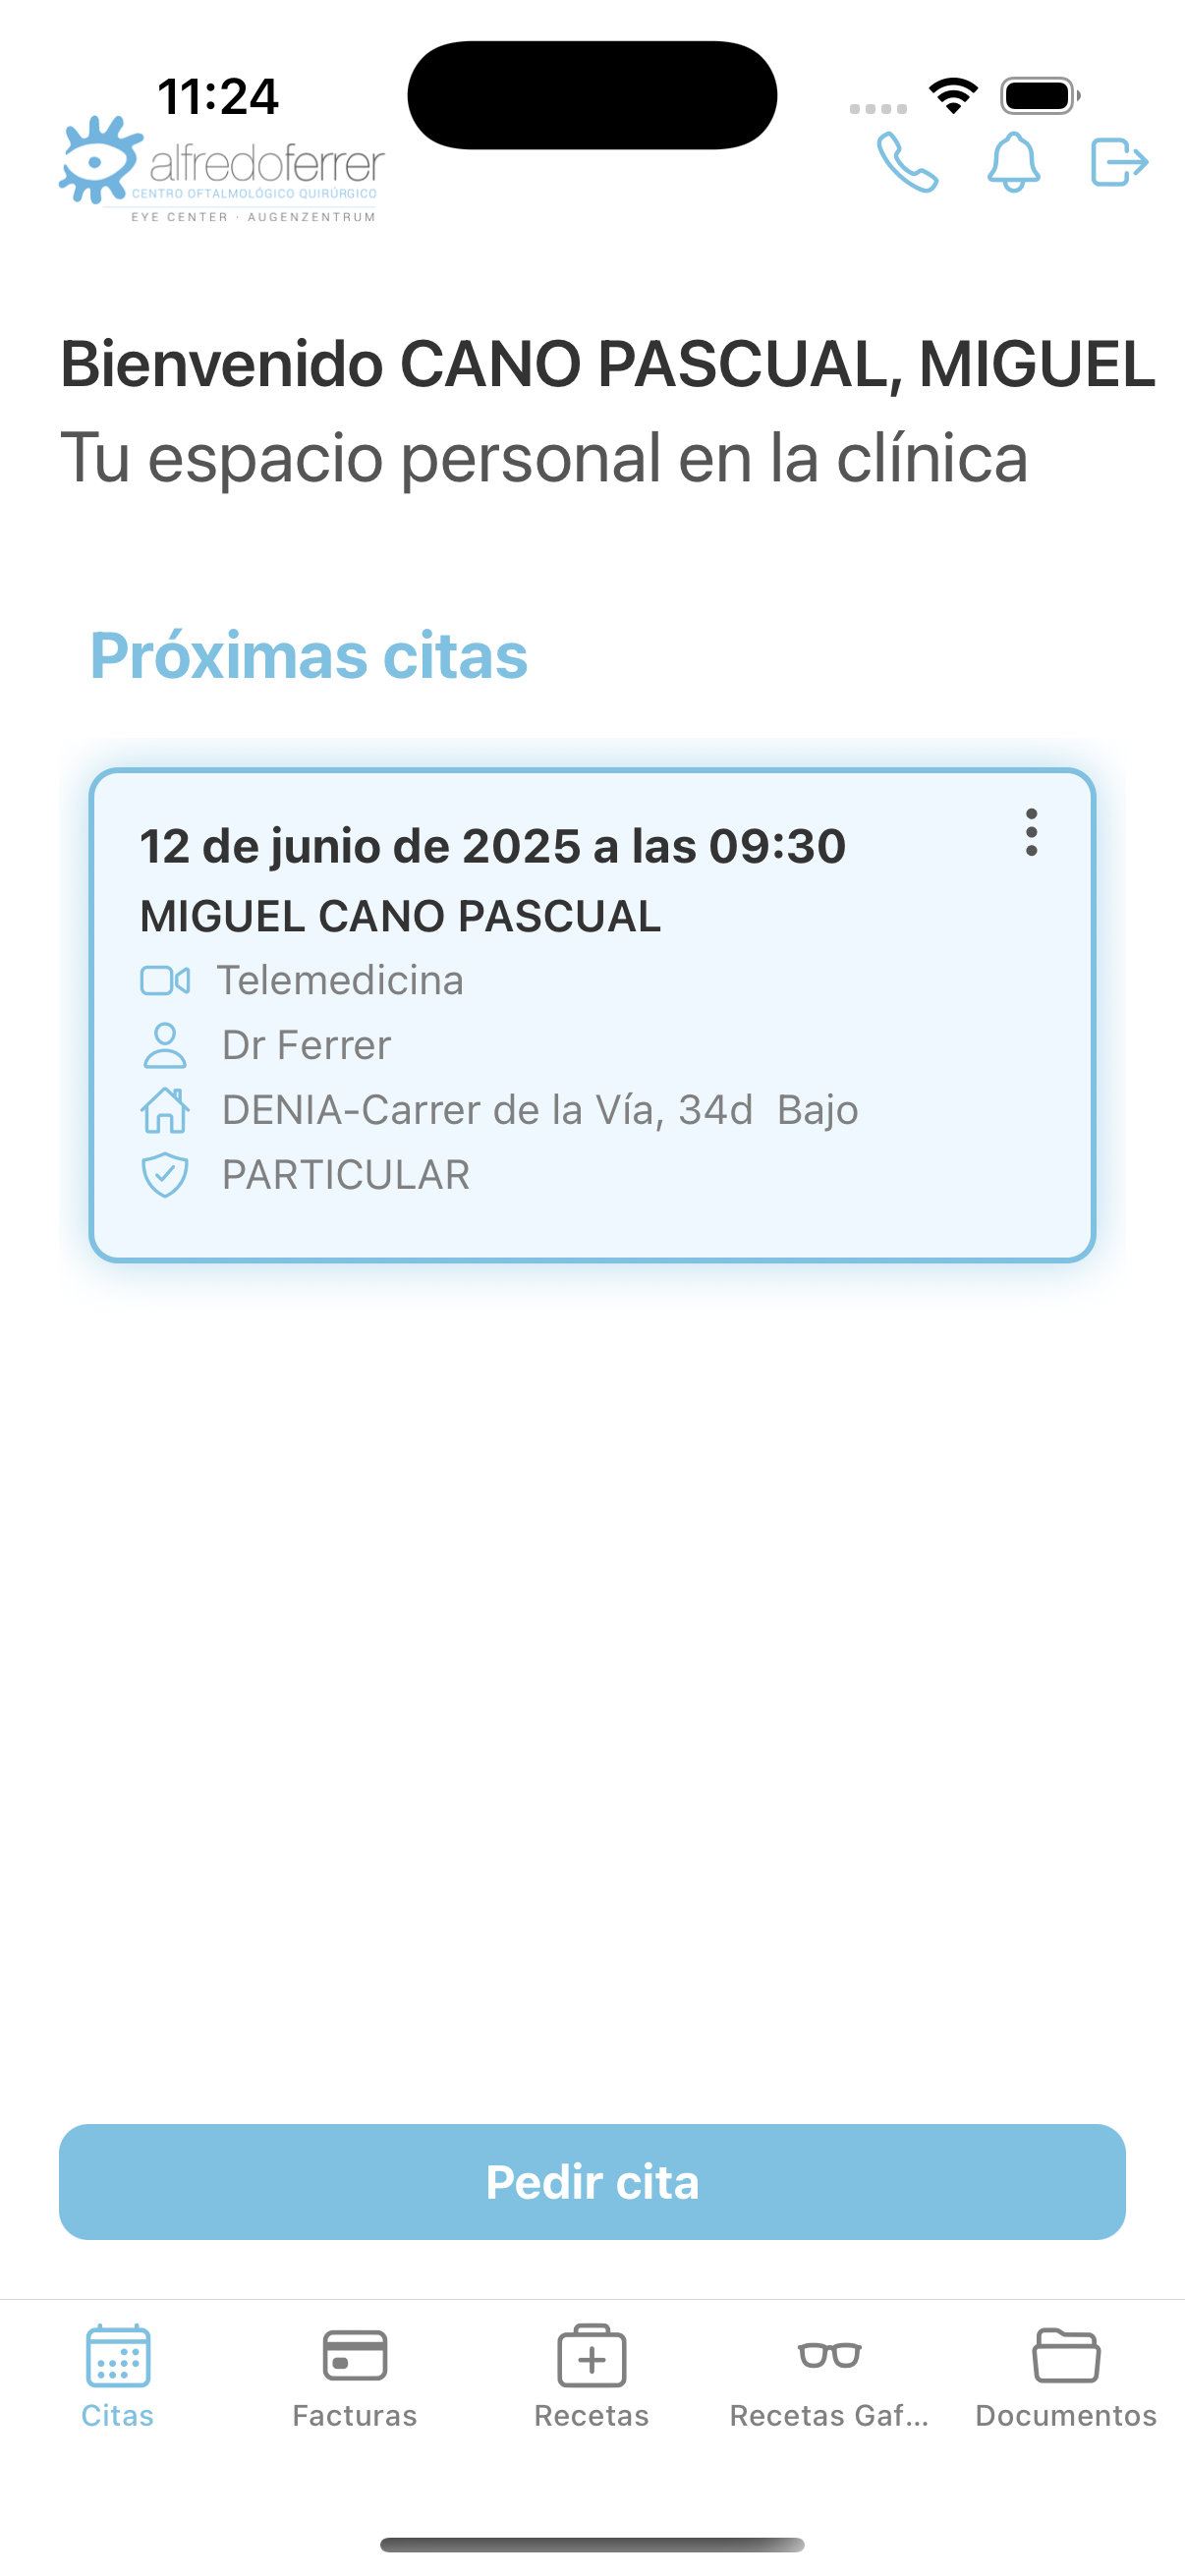 11:24
alfredoferrer
CENTRO OFTALMOLÓGICO QUIRÚRGICO
EYE CENTER · AUGENZENTRUM
Bienvenido CANO PASCUAL, MIGUEL
Tu espacio personal en la clínica
Próximas citas
12 de junio de 2025 a las 09:30
MIGUEL CANO PASCUAL
Telemedicina
Dr Ferrer
DENIA-Carrer de la Vía, 34d  Bajo
PARTICULAR
Pedir cita
Citas
Facturas
Recetas
Recetas Gaf...
Documentos